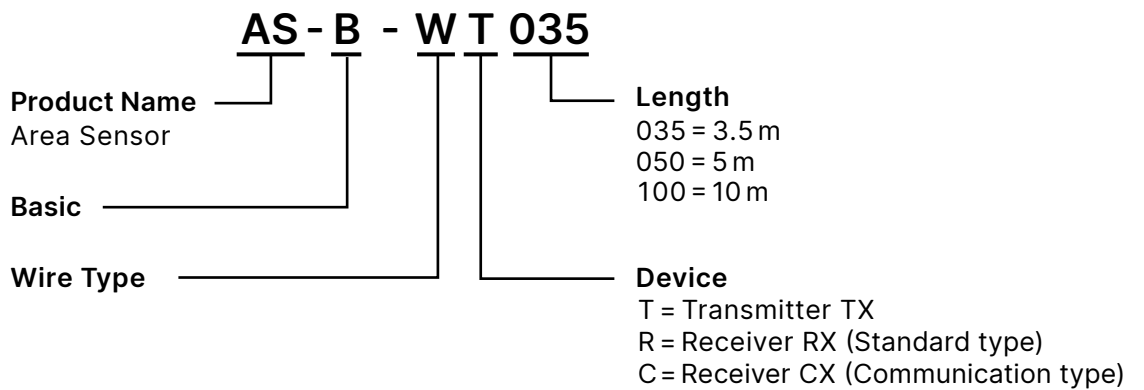 AS-B - WT035
Product Name
Area Sensor
Basic
Wire Type
Length
035 = 3.5 m
050 = 5 m
100 = 10 m
Device
T = Transmitter TX
R = Receiver RX (Standard type)
C = Receiver CX (Communication type)